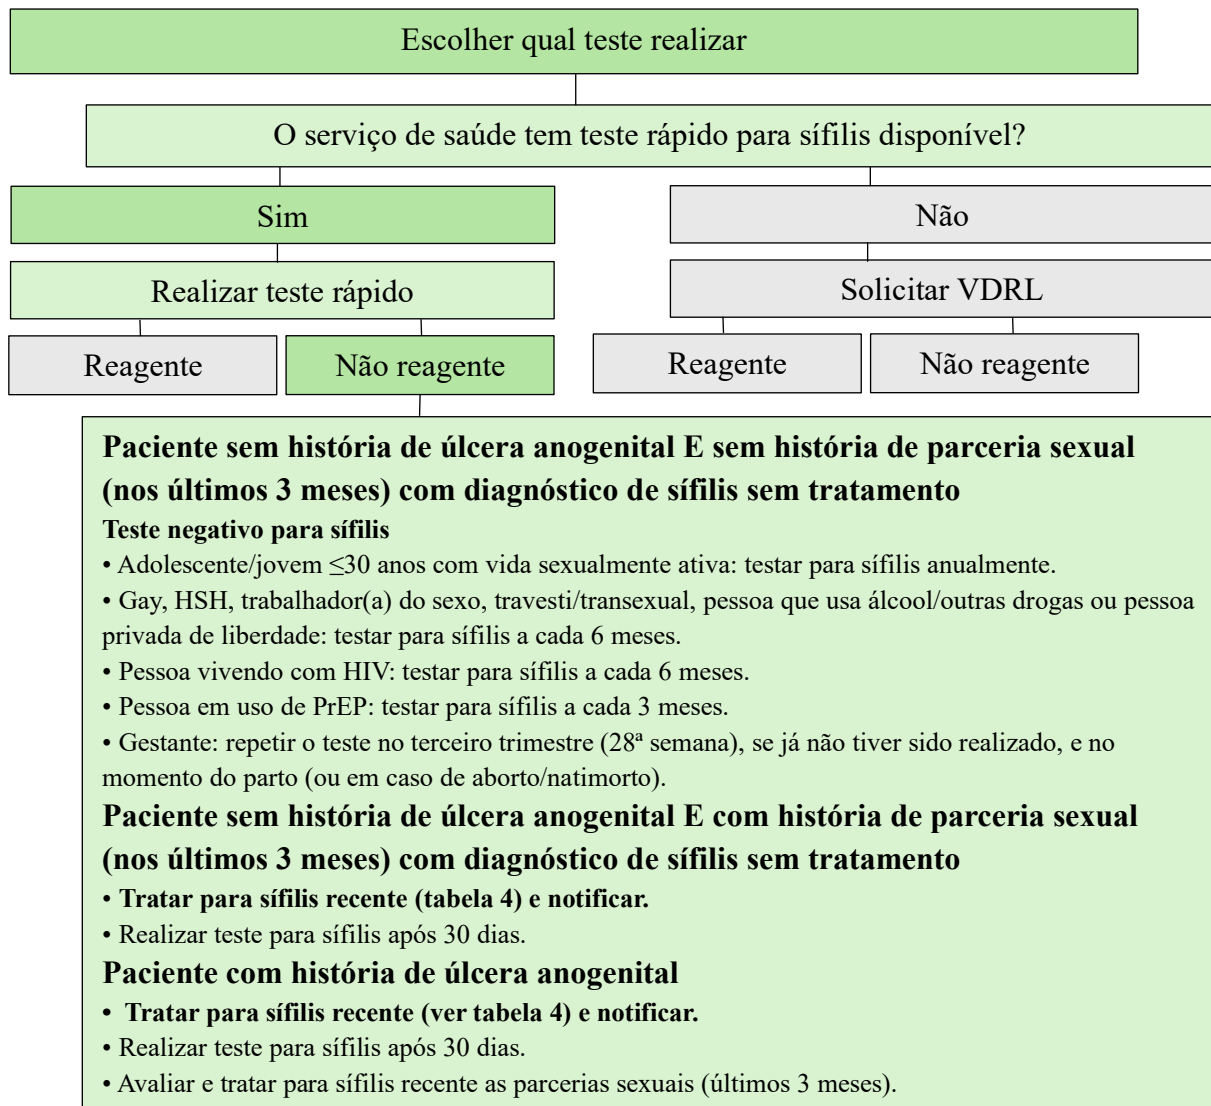 Escolher qual teste realizar
O serviço de saúde tem teste rápido para sífilis disponível?
Sim
Não
Realizar teste rápido
Solicitar VDRL
Reagente
Não reagente
Reagente
Não reagente
Paciente sem história de úlcera anogenital E sem história de parceria sexual
(nos últimos 3 meses) com diagnóstico de sífilis sem tratamento
Teste negativo para sífilis
• Adolescente/jovem ≤30 anos com vida sexualmente ativa: testar para sífilis anualmente.
• Gay, HSH, trabalhador(a) do sexo, travesti/transexual, pessoa que usa álcool/outras drogas ou pessoa
privada de liberdade: testar para sífilis a cada 6 meses.
• Pessoa vivendo com HIV: testar para sífilis a cada 6 meses.
• Pessoa em uso de PrEP: testar para sífilis a cada 3 meses.
• Gestante: repetir o teste no terceiro trimestre (28ª semana), se já não tiver sido realizado, e no
momento do parto (ou em caso de aborto/natimorto).
Paciente sem história de úlcera anogenital E com história de parceria sexual
(nos últimos 3 meses) com diagnóstico de sífilis sem tratamento
• Tratar para sífilis recente (tabela 4) e notificar.
• Realizar teste para sífilis após 30 dias.
Paciente com história de úlcera anogenital
• Tratar para sífilis recente (ver tabela 4) e notificar.
• Realizar teste para sífilis após 30 dias.
• Avaliar e tratar para sífilis recente as parcerias sexuais (últimos 3 meses).